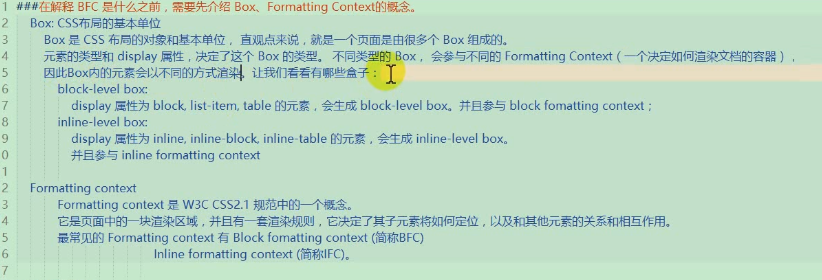 1 ###在解释 BFC 是什么之前，需要先介绍 Box、Formatting Context的概念。
2 Box: CSS布局的基本单位
3 Box 是 CSS 布局的对象和基本单位， 直观点来说，就是一个页面是由很多个 Box 组成的。
4 元素的类型和 display 属性，决定了这个 Box 的类型。 不同类型的 Box， 会参与不同的 Formatting Context（一个决定如何渲染文档的容器），
5 因此Box内的元素会以不同的方式渲染。让我们看看有哪些盒子：
6 block-level box:
7 display 属性为 block, list-item, table 的元素，会生成 block-level box。并且参与 block fomatting context；
8 inline-level box:
9 display 属性为 inline, inline-block, inline-table 的元素，会生成 inline-level box。
0 并且参与 inline formatting context
1
2 Formatting context
3 Formatting context 是 W3C CSS2.1 规范中的一个概念。
4 它是页面中的一块渲染区域，并且有一套渲染规则，它决定了其子元素将如何定位，以及和其他元素的关系和相互作用。
5 最常见的 Formatting context 有 Block fomatting context (简称BFC)
6 Inline formatting context (简称IFC)。
7